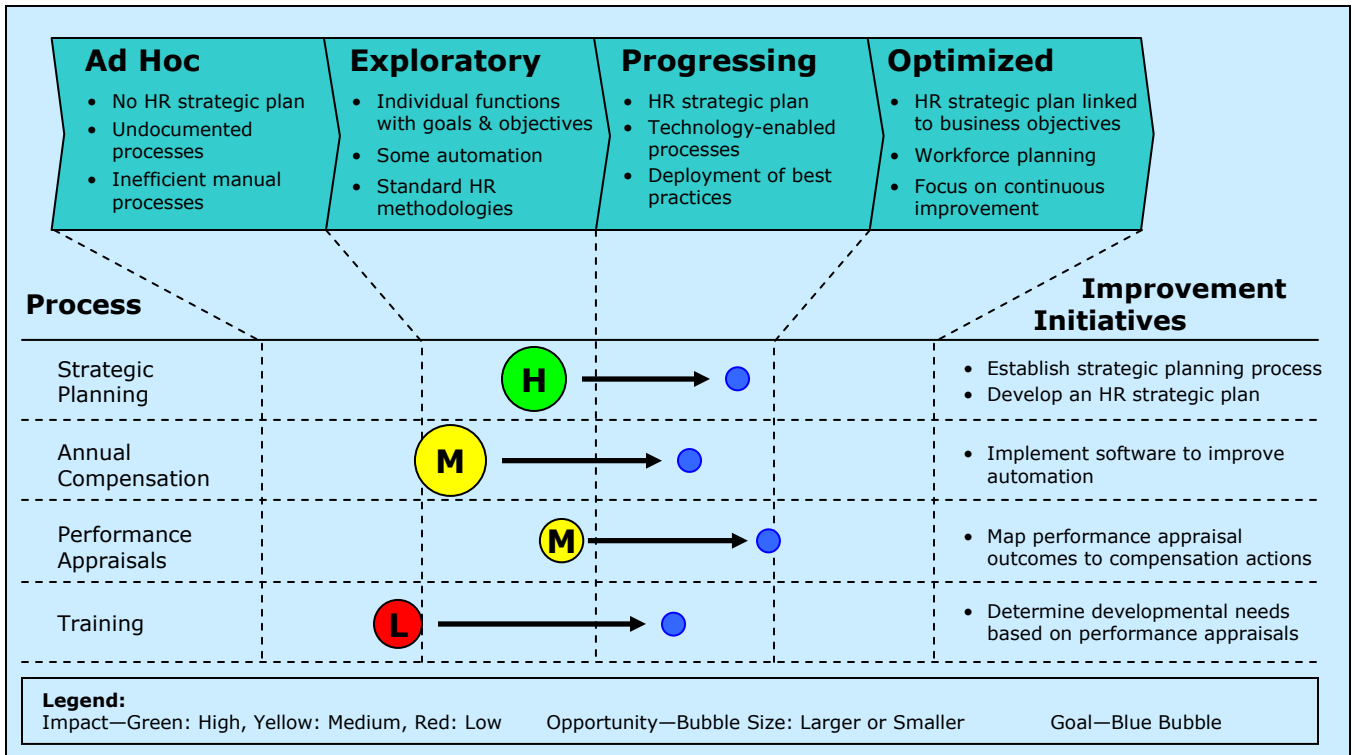 Ad Hoc
• No HR strategic plan
• Undocumented
processes
• Inefficient manual
processes
Exploratory
• Individual functions
with goals & objectives
• Some automation
• Standard HR
methodologies
Progressing
• HR strategic plan
• Technology-enabled
processes
• Deployment of best
practices
Optimized
• HR strategic plan linked
to business objectives
• Workforce planning
• Focus on continuous
improvement
Process
Improvement
Initiatives
Strategic
Planning
H
• Establish strategic planning process
• Develop an HR strategic plan
Annual
Compensation
M
• Implement software to improve
automation
Performance
Appraisals
M
• Map performance appraisal
outcomes to compensation actions
Training
L
• Determine developmental needs
based on performance appraisals
Legend:
Impact—Green: High, Yellow: Medium, Red: Low Opportunity—Bubble Size: Larger or Smaller Goal—Blue Bubble